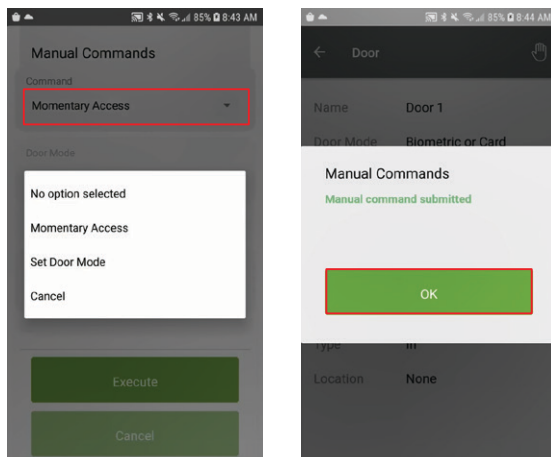 85% 8:43 AM
Manual Commands
Command
Momentary Access
Door Mode
No option selected
Momentary Access
Set Door Mode
Cancel
Execute
Cancel
85% 8:44 AM
Door
Name Door 1
Door Mode Biometric or Card
Manual Commands
Manual command submitted
OK
Type In
Location None